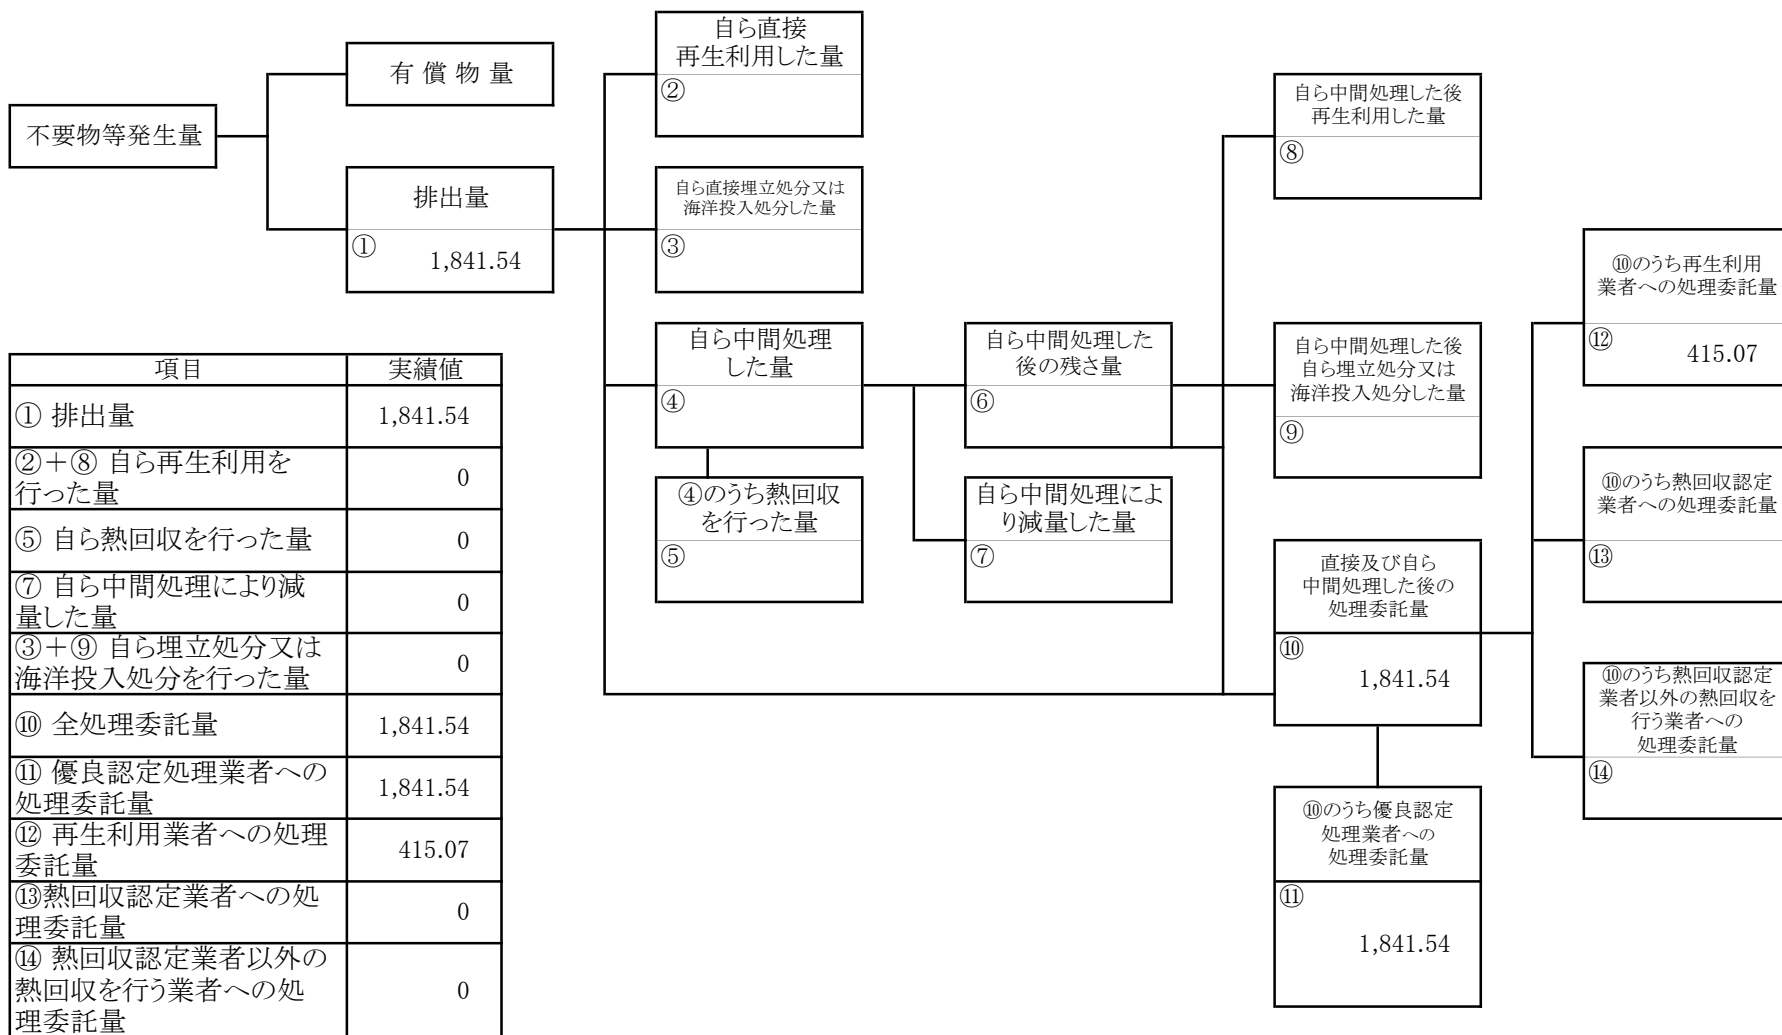 不要物等発生量
有 償 物 量
排出量
①
1,841.54
自ら直接
再生利用した量
②
自ら直接埋立処分又は
海洋投入処分した量
③
自ら中間処理
した量
④
④のうち熱回収
を行った量
⑤
自ら中間処理した
後の残さ量
⑥
自ら中間処理によ
り減量した量
⑦
自ら中間処理した後
再生利用した量
⑧
自ら中間処理した後
自ら埋立処分又は
海洋投入処分した量
⑨
直接及び自ら
中間処理した後の
処理委託量
⑩
1,841.54
⑩のうち優良認定
処理業者への
処理委託量
⑪
1,841.54
⑩のうち再生利用
業者への処理委託量
⑫
415.07
⑩のうち熱回収認定
業者への処理委託量
⑬
⑩のうち熱回収認定
業者以外の熱回収を
行う業者への
処理委託量
⑭
項目 実績値
① 排出量 1,841.54
②+⑧ 自ら再生利用を
行った量 0
⑤ 自ら熱回収を行った量 0
⑦ 自ら中間処理により減
量した量 0
③+⑨ 自ら埋立処分又は
海洋投入処分を行った量 0
⑩ 全処理委託量 1,841.54
⑪ 優良認定処理業者への
処理委託量 1,841.54
⑫ 再生利用業者への処理
委託量 415.07
⑬熱回収認定業者への処
理委託量 0
⑭ 熱回収認定業者以外の
熱回収を行う業者への処
理委託量 0